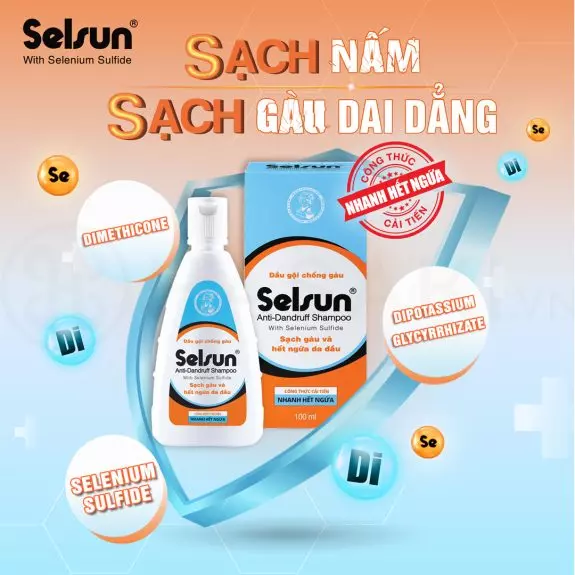 Selsun®
With Selenium Sulfide
SẠCH NẤM
SẠCH GÀU DAI DẲNG
Se
Di
Se
DIMETHICONE
CÔNG THỨC
NHANH HẾT NGỨA
CẢI TIẾN
Selsun®
Dầu gội chống gàu
Selsun®
Anti-Dandruff Shampoo
With Selenium Sulfide
Sạch gàu và
hết ngứa da đầu
CÔNG THỨC CẢI TIẾN
NHANH HẾT NGỨA
100 ml
Dầu gội chống gàu
Selsun®
Anti-Dandruff Shampoo
With Selenium Sulfide
Sạch gàu và
hết ngứa da đầu
NHANH HẾT NGỨA
DIPOTASSIUM
GLYCYRRHIZATE
Di
Se
Di
SELENIUM
SULFIDE